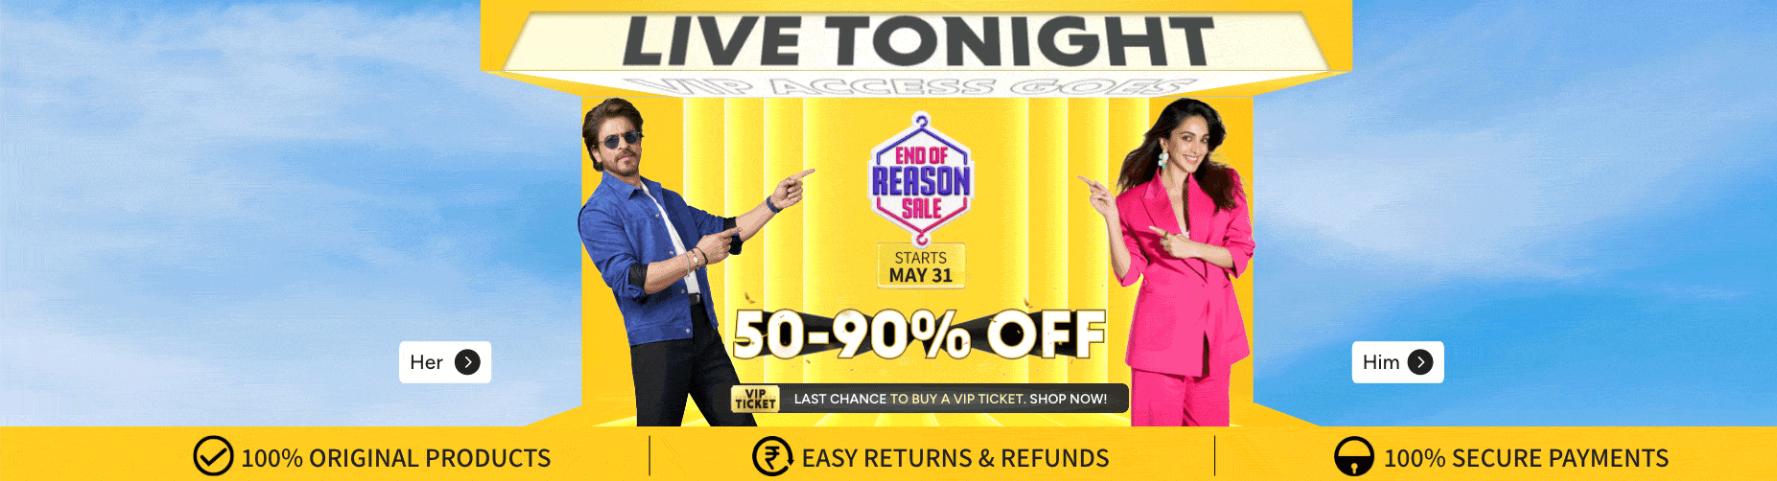 LIVE TONIGHT
VIP ACCESS GOES
END OF
REASON
SALE
STARTS
MAY 31
50-90% OFF
Her
Him
VIP
TICKET
LAST CHANCE TO BUY A VIP TICKET. SHOP NOW!
100% ORIGINAL PRODUCTS
EASY RETURNS & REFUNDS
100% SECURE PAYMENTS